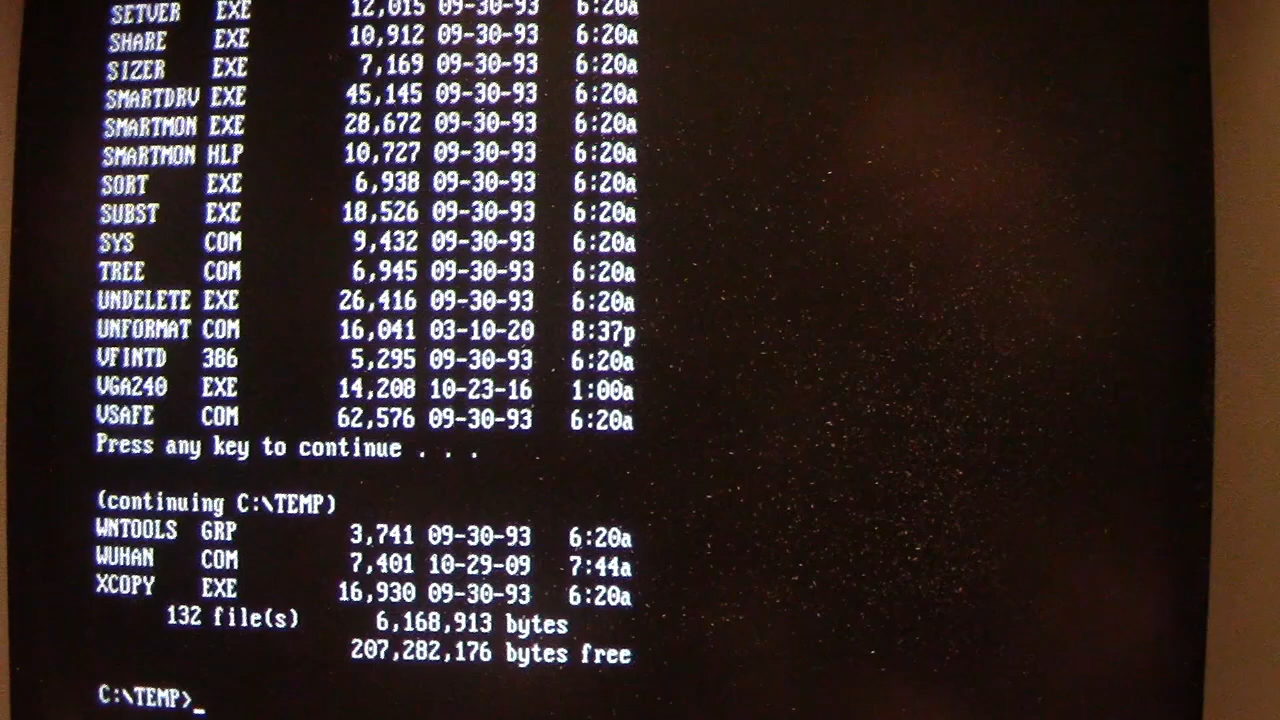 SETVER EXE 12,015 09-30-93 6:20a
SHARE EXE 10,912 09-30-93 6:20a
SIZER EXE 7,169 09-30-93 6:20a
SMARTDRV EXE 45,145 09-30-93 6:20a
SMARTMON EXE 28,672 09-30-93 6:20a
SMARTMON HLP 10,727 09-30-93 6:20a
SORT EXE 6,938 09-30-93 6:20a
SUBST EXE 18,526 09-30-93 6:20a
SYS COM 9,432 09-30-93 6:20a
TREE COM 6,945 09-30-93 6:20a
UNDELETE EXE 26,416 09-30-93 6:20a
UNFORMAT COM 16,041 03-10-20 8:37p
VFINTD 386 5,295 09-30-93 6:20a
VGA240 EXE 14,208 10-23-16 1:00a
VSAFE COM 62,576 09-30-93 6:20a
Press any key to continue . . .
(continuing C:\TEMP)
WNTOOLS GRP 3,741 09-30-93 6:20a
WUHAN COM 7,401 10-29-09 7:44a
XCOPY EXE 16,930 09-30-93 6:20a
132 file(s) 6,168,913 bytes
207,282,176 bytes free
C:\TEMP>_